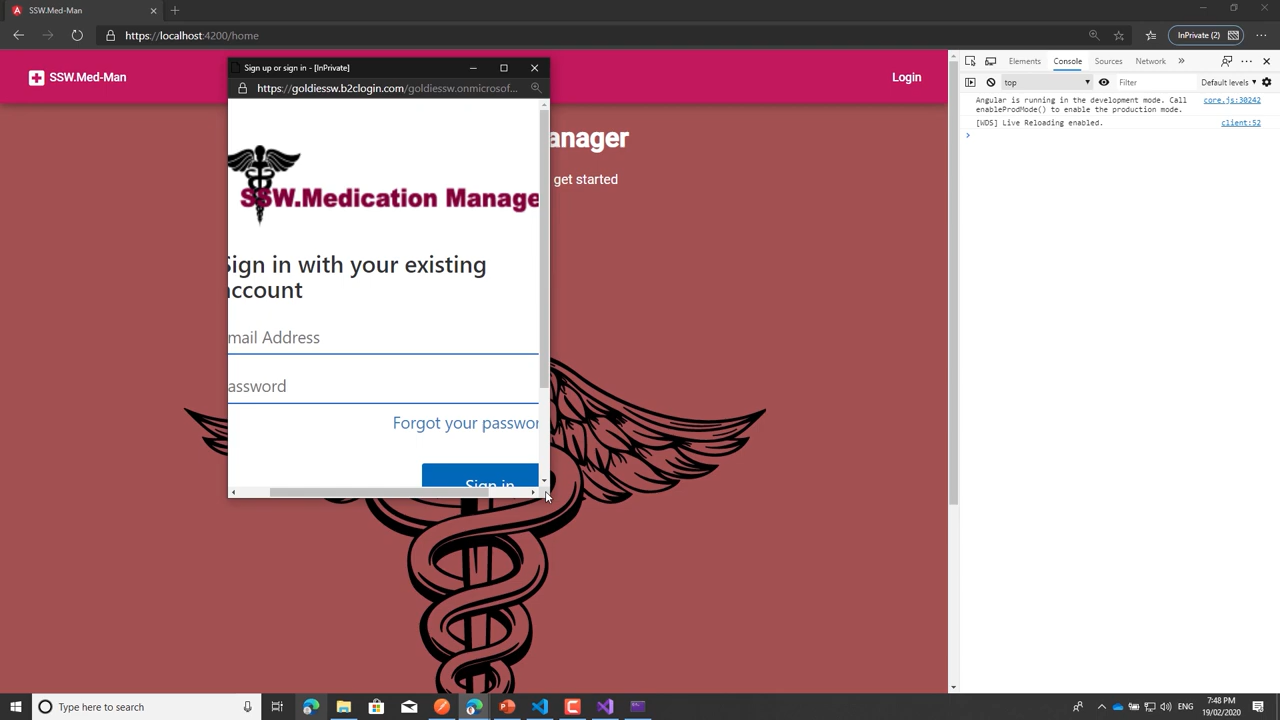 SSW.Med-Man
https://localhost:4200/home
InPrivate (2)
SSW.Med-Man
Login
anager
get started
Sign up or sign in - [InPrivate]
https://goldiessw.b2clogin.com/goldiessw.onmicrosof...
SSW.Medication Manage
Sign in with your existing
account
mail Address
assword
Forgot your passwor
Sign in
Elements
Console
Sources
Network
top
Filter
Default levels
Angular is running in the development mode. Call
enableProdMode() to enable the production mode.
core.js:30242
[WDS] Live Reloading enabled.
client:52
Type here to search
ENG
7:48 PM
19/02/2020